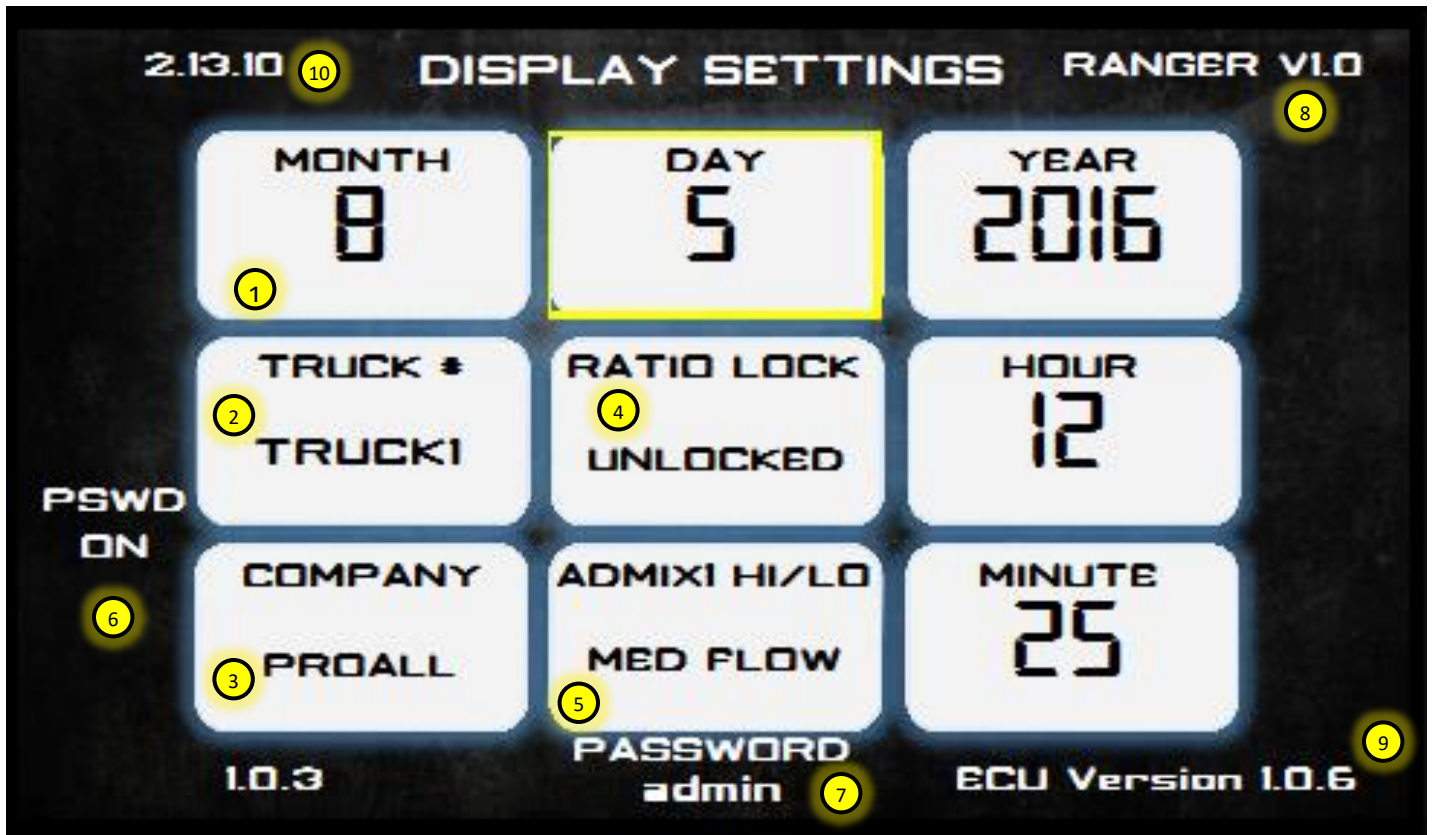 2.13.10 10 DISPLAY SETTINGS RANGER V1.0
8
MONTH DAY YEAR
8 5 2016
1
TRUCK # RATIO LOCK HOUR
2 4 12
TRUCK1 UNLOCKED
PSWD
ON
COMPANY ADMIX1 HI/LO MINUTE
6 25
3 PROALL MED FLOW
5
PASSWORD 9
1.0.3 admin 7 ECU Version 1.0.6